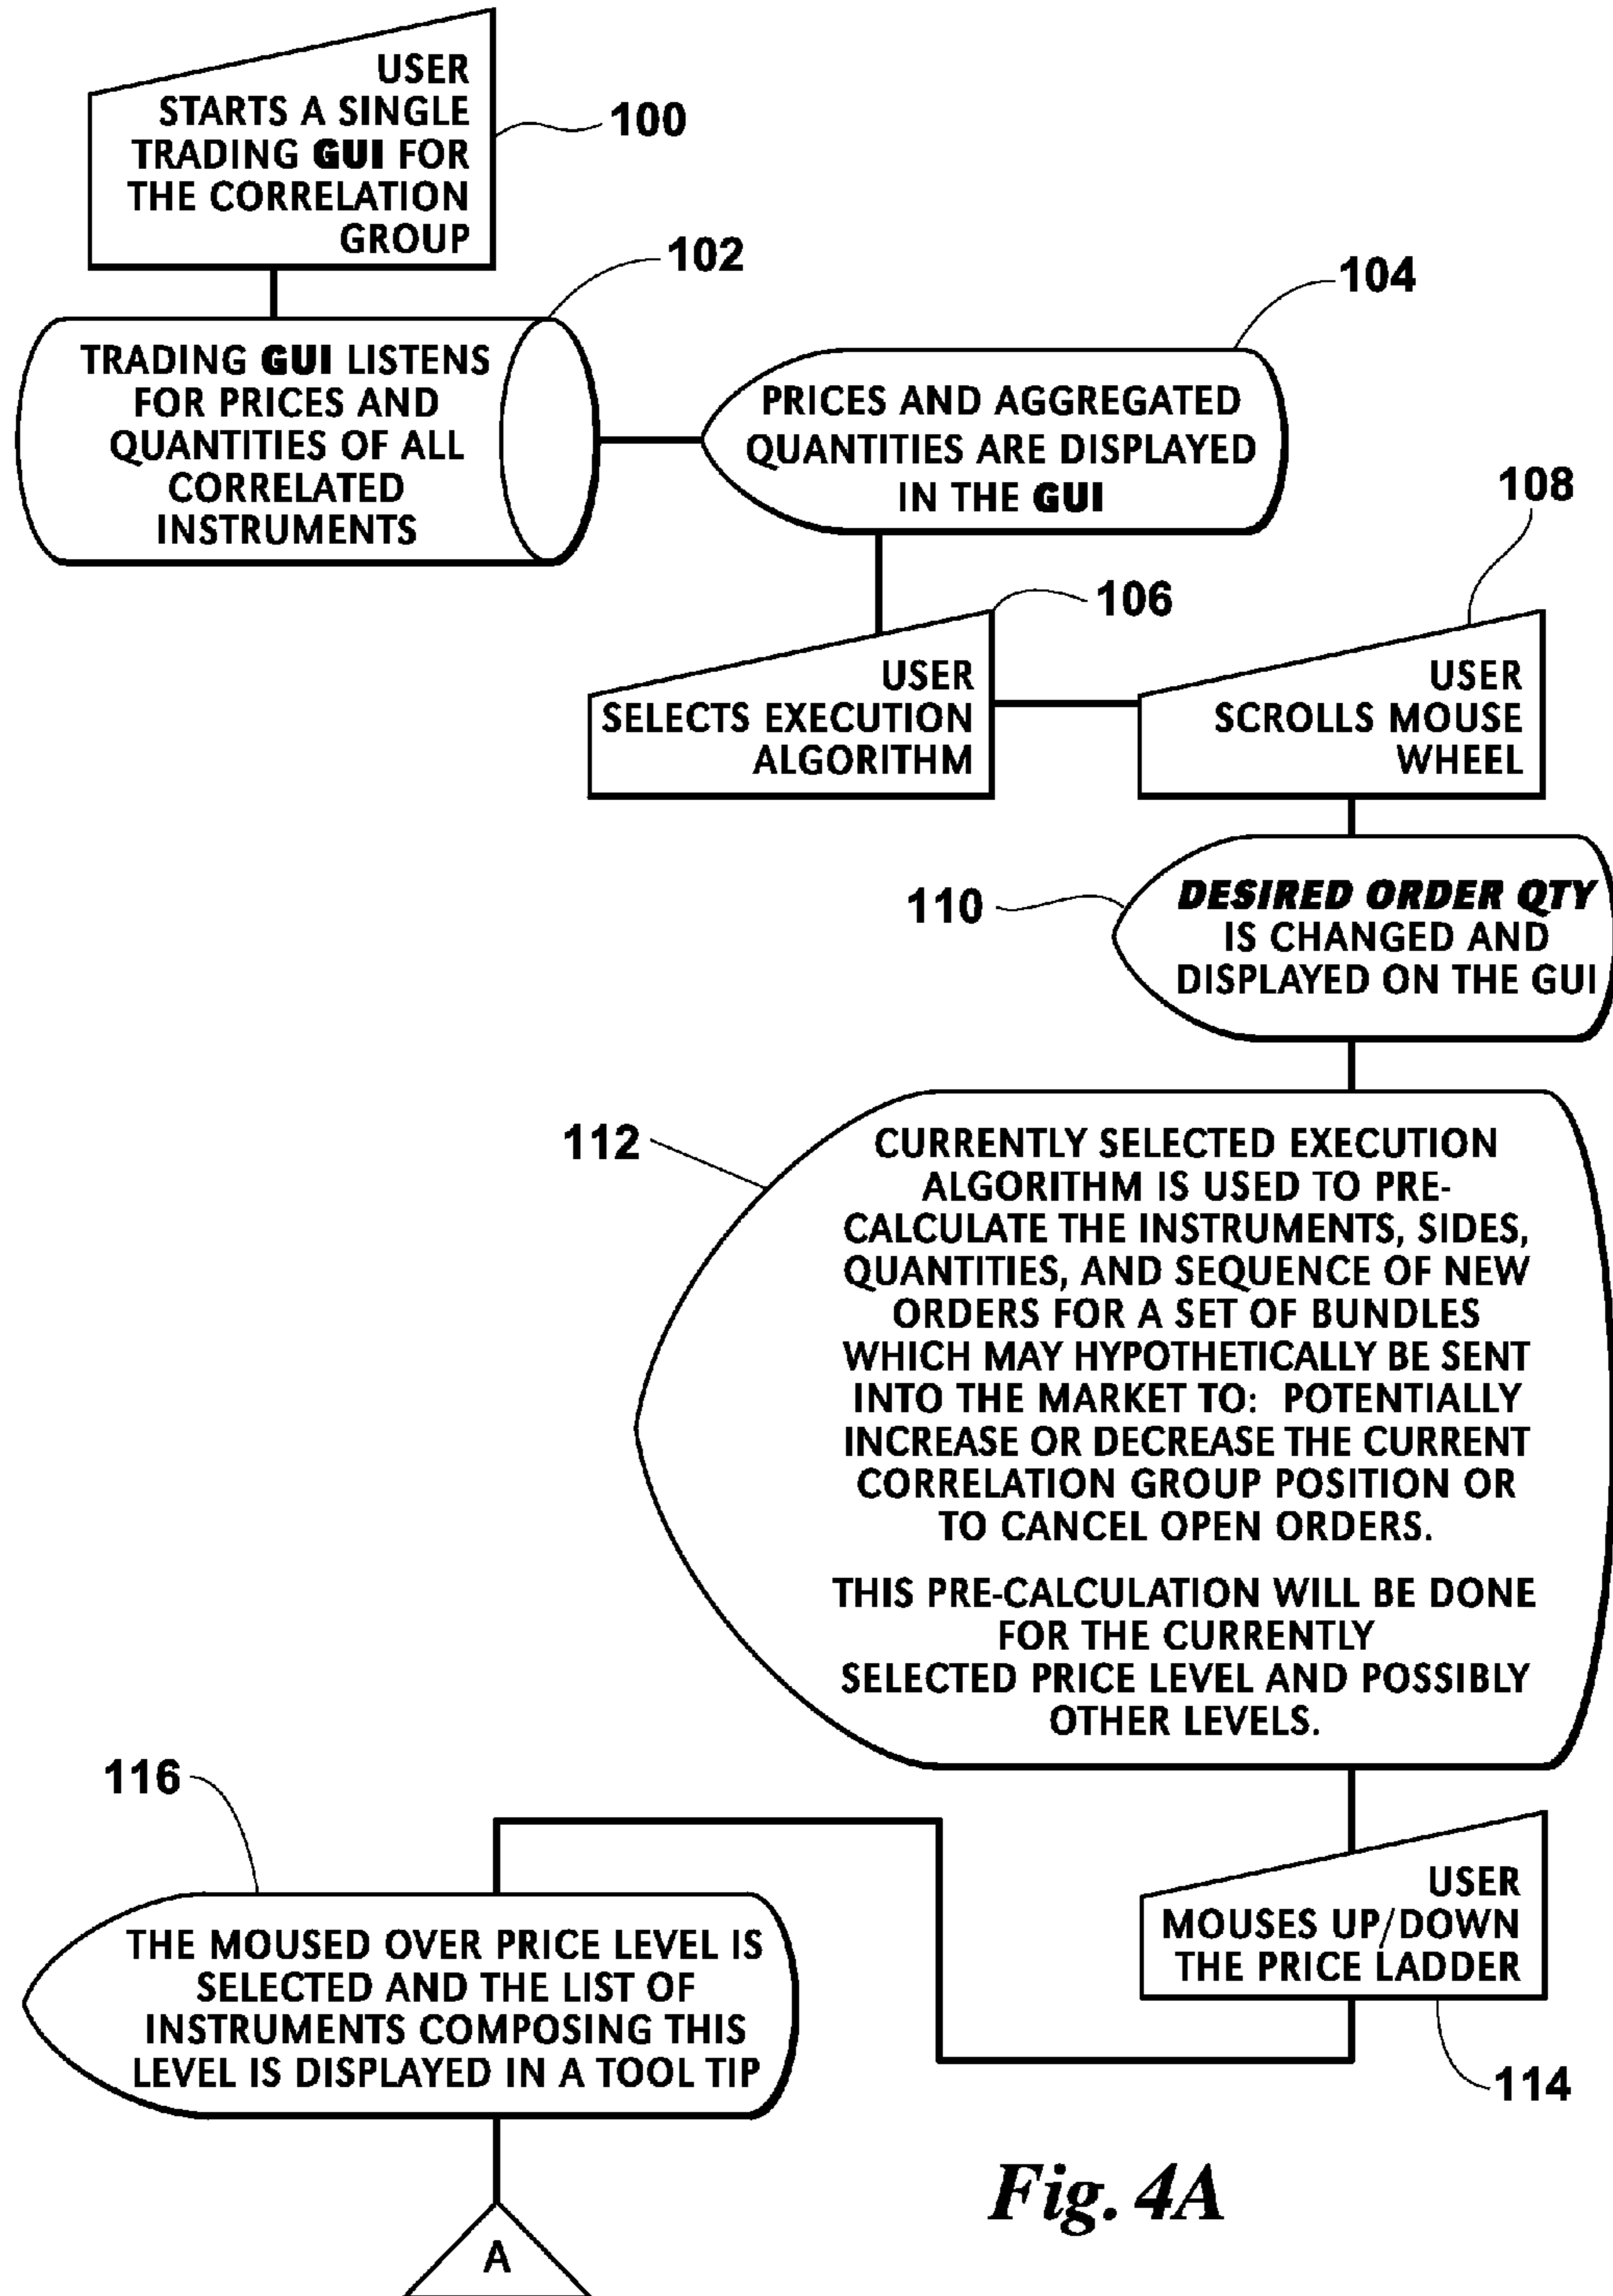 USER
STARTS A SINGLE
TRADING GUI FOR
THE CORRELATION
GROUP
100
102
TRADING GUI LISTENS
FOR PRICES AND
QUANTITIES OF ALL
CORRELATED
INSTRUMENTS
104
PRICES AND AGGREGATED
QUANTITIES ARE DISPLAYED
IN THE GUI
106
USER
SELECTS EXECUTION
ALGORITHM
108
USER
SCROLLS MOUSE
WHEEL
110
DESIRED ORDER QTY
IS CHANGED AND
DISPLAYED ON THE GUI
112
CURRENTLY SELECTED EXECUTION
ALGORITHM IS USED TO PRE-
CALCULATE THE INSTRUMENTS, SIDES,
QUANTITIES, AND SEQUENCE OF NEW
ORDERS FOR A SET OF BUNDLES
WHICH MAY HYPOTHETICALLY BE SENT
INTO THE MARKET TO: POTENTIALLY
INCREASE OR DECREASE THE CURRENT
CORRELATION GROUP POSITION OR
TO CANCEL OPEN ORDERS.
THIS PRE-CALCULATION WILL BE DONE
FOR THE CURRENTLY
SELECTED PRICE LEVEL AND POSSIBLY
OTHER LEVELS.
USER
MOUSES UP/DOWN
THE PRICE LADDER
114
116
THE MOUSED OVER PRICE LEVEL IS
SELECTED AND THE LIST OF
INSTRUMENTS COMPOSING THIS
LEVEL IS DISPLAYED IN A TOOL TIP
A
Fig. 4A